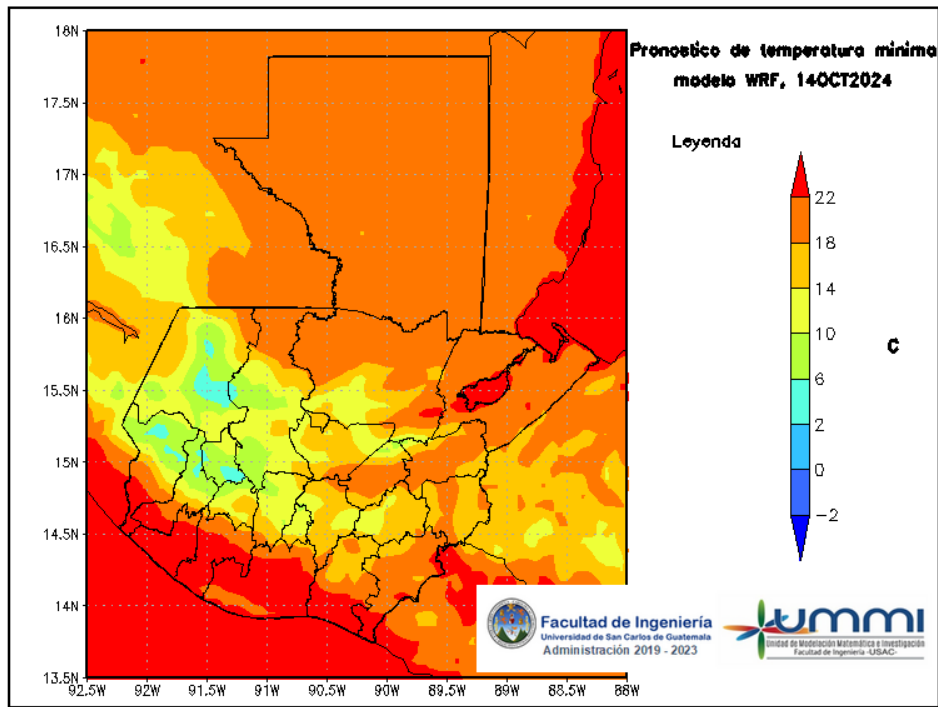 Pronostico de temperatura minima
modelo WRF, 14OCT2024
Leyenda
22
18
14
10
6
2
0
−2
C
18N
17.5N
17N
16.5N
16N
15.5N
15N
14.5N
14N
13.5N
92.5W 92W 91.5W 91W 90.5W 90W 89.5W 89W 88.5W 88W
Facultad de Ingeniería
Universidad de San Carlos de Guatemala
Administración 2019 - 2023
UMMI
Unidad de Modelación Matemática e Investigación
Facultad de Ingeniería -USAC-